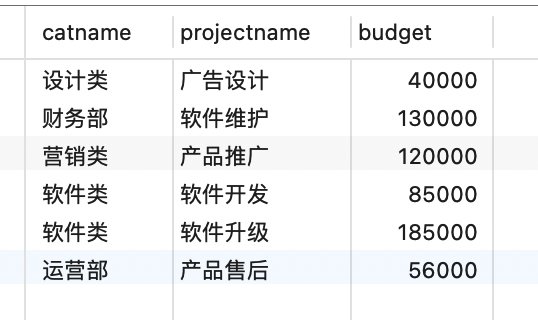 catname projectname budget
设计类 广告设计 40000
财务部 软件维护 130000
营销类 产品推广 120000
软件类 软件开发 85000
软件类 软件升级 185000
运营部 产品售后 56000